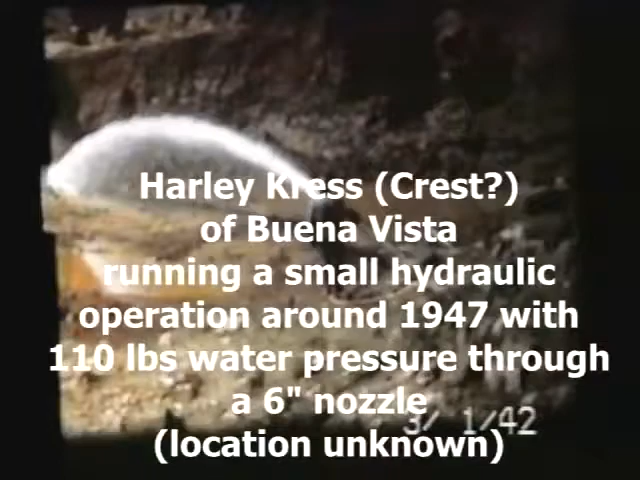 Harley Kress (Crest?)
of Buena Vista
running a small hydraulic
operation around 1947 with
110 lbs water pressure through
a 6" nozzle
3/ 1/42
(location unknown)